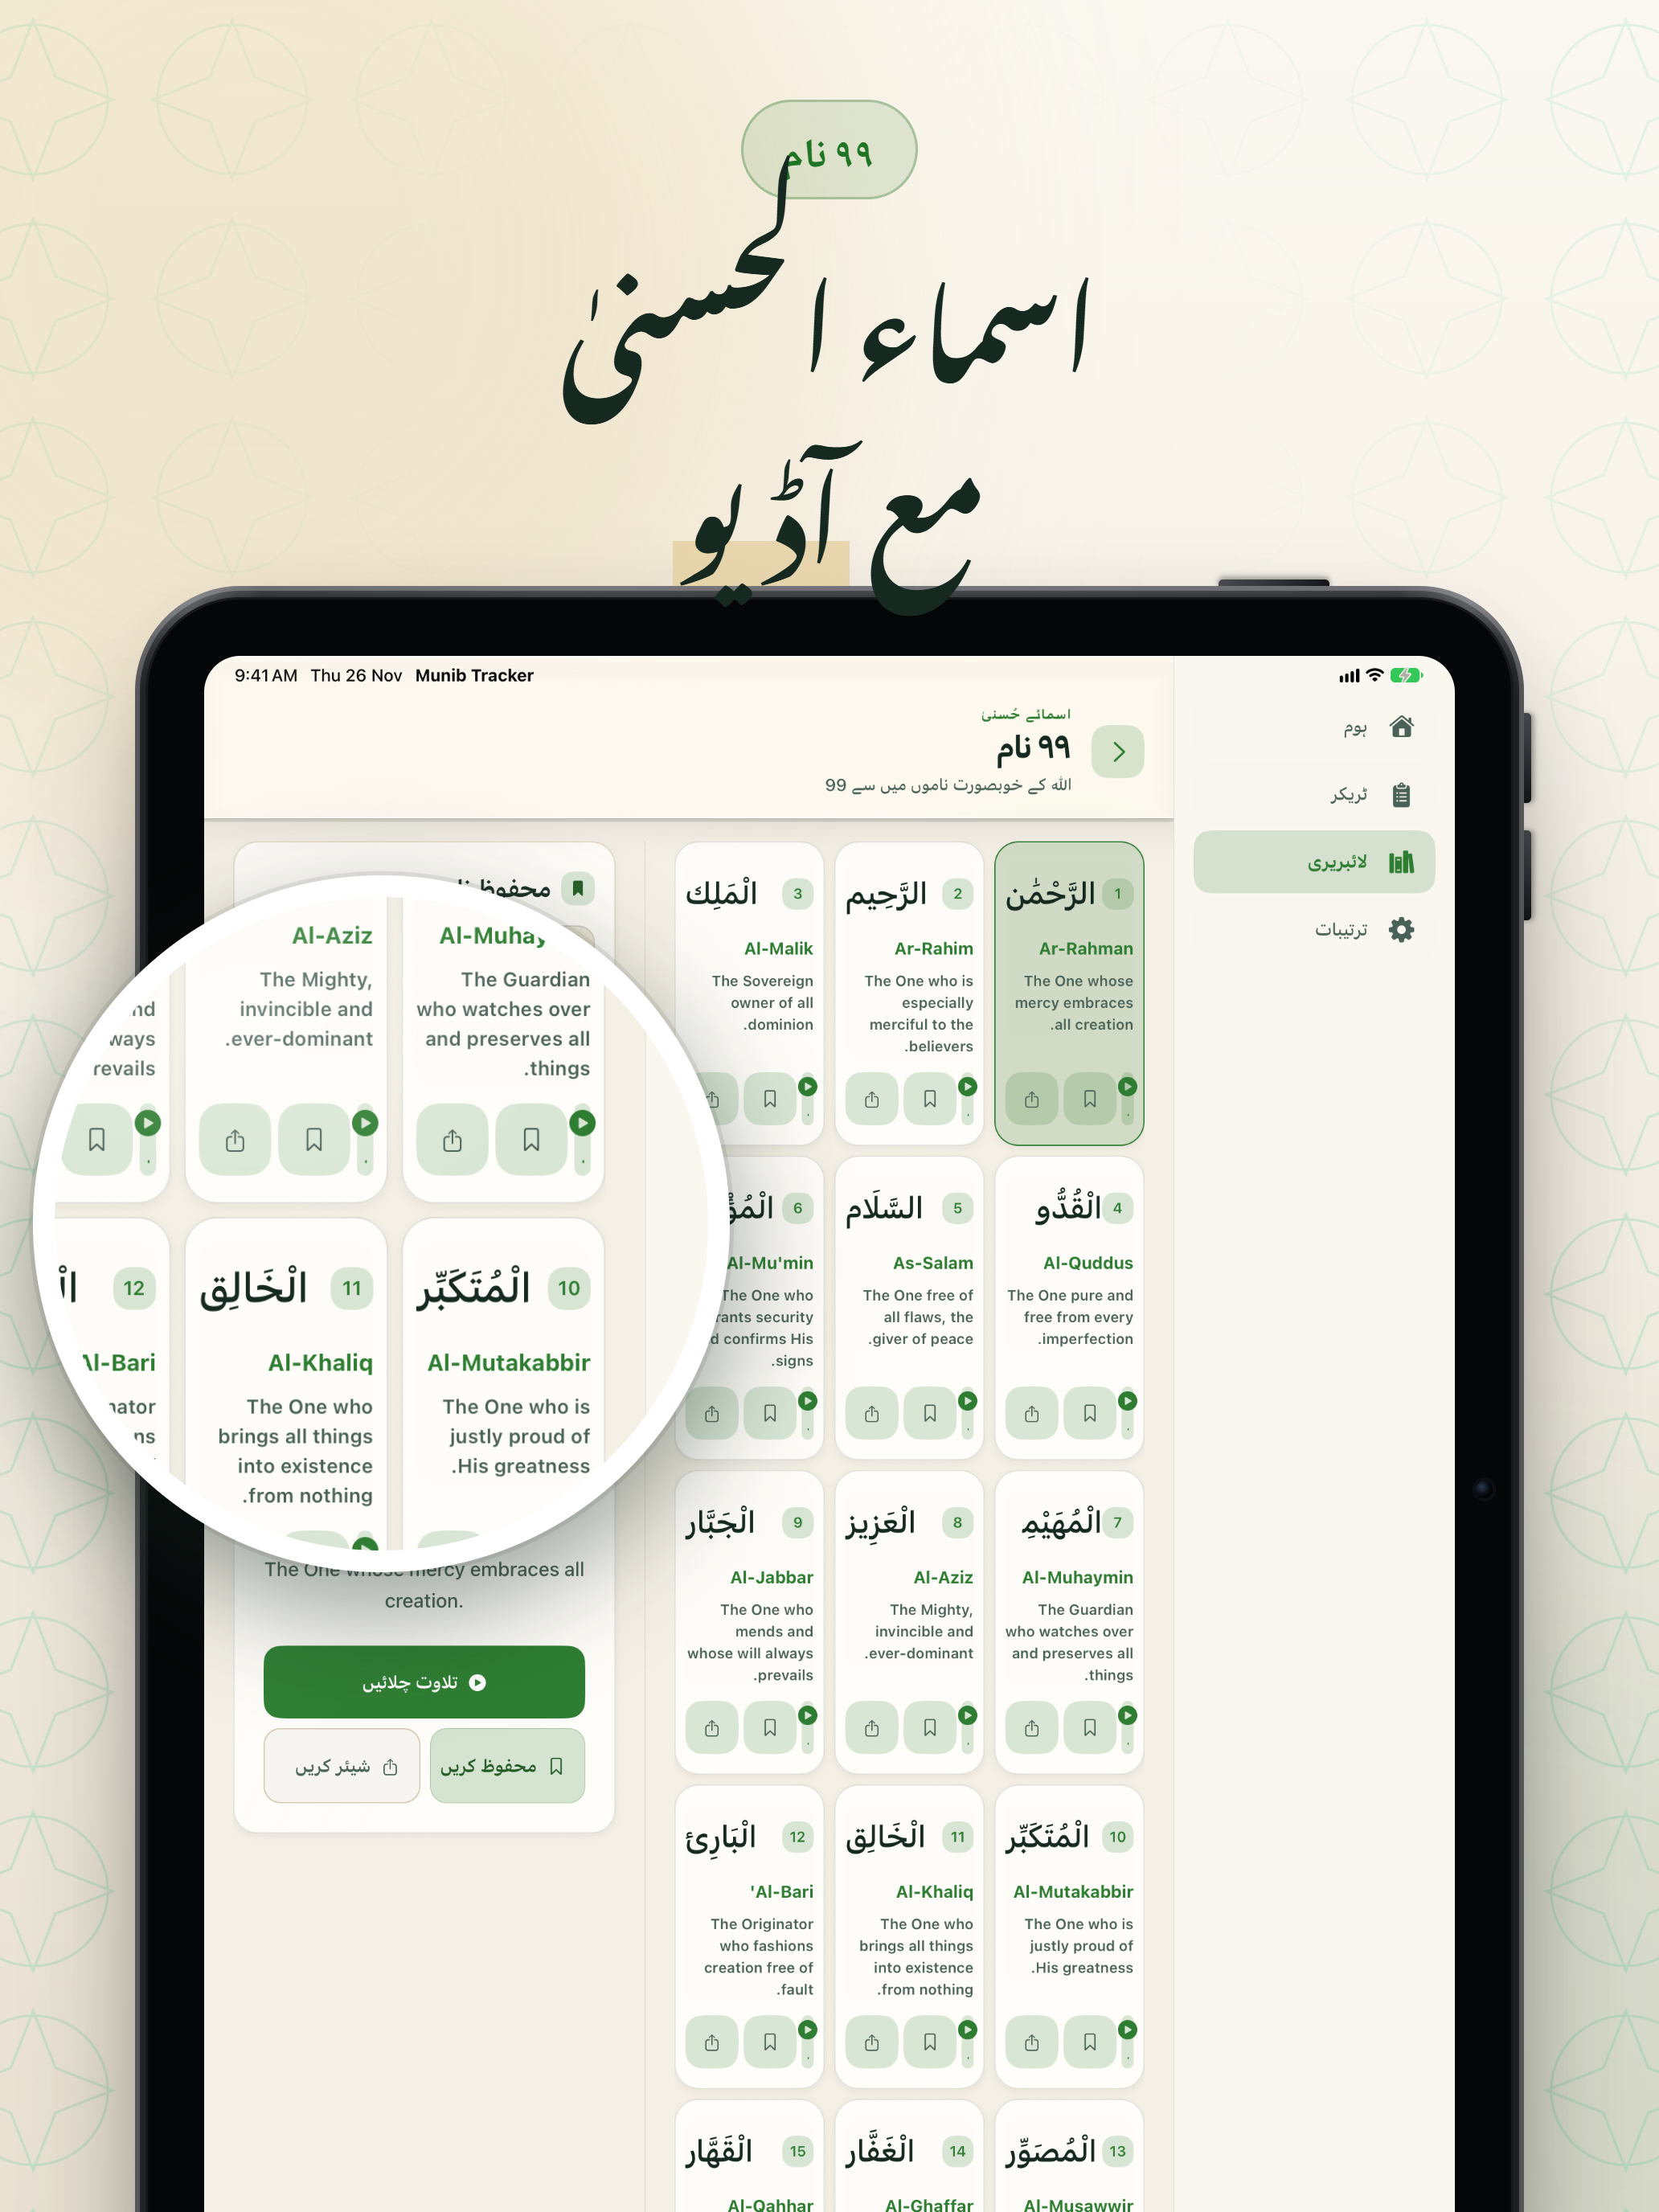 ۹۹ نام
اسماء الحسنیٰ
مع آڈیو
9:41 AM Thu 26 Nov Munib Tracker
ہوم
ٹریکر
لائبریری
ترتیبات
اسمائے حُسنیٰ
۹۹ نام
اللہ کے خوبصورت ناموں میں سے 99
1 الرَّحْمَٰن
Ar-Rahman
The One whose
mercy embraces
all creation.
2 الرَّحِيم
Ar-Rahim
The One who is
especially
merciful to the
believers.
3 الْمَلِك
Al-Malik
The Sovereign
owner of all
dominion.
4 الْقُدُّو
Al-Quddus
The One pure and
free from every
imperfection.
5 السَّلَام
As-Salam
The One free of
all flaws, the
giver of peace.
6
Al-Mu'min
The One who
security
confirms His
signs.
7 الْمُهَيْمِ
Al-Muhaymin
The Guardian
who watches over
and preserves all
things.
8 الْعَزِيز
Al-Aziz
The Mighty,
invincible and
ever-dominant.
9 الْجَبَّار
Al-Jabbar
The One who
mends and
whose will always
prevails.
10 الْمُتَكَبِّر
Al-Mutakabbir
The One who is
justly proud of
His greatness.
11 الْخَالِق
Al-Khaliq
The One who
brings all things
into existence
from nothing.
12 الْبَارِئ
Al-Bari'
The Originator
who fashions
creation free of
fault.
13 الْمُصَوِّر
Al-Musawwir
14 الْغَفَّار
Al-Ghaffar
15 الْقَهَّار
Al-Qahhar
محفوظ
Al-Aziz
The Mighty,
invincible and
ever-dominant.
The Guardian
who watches over
and preserves all
things.
10 الْمُتَكَبِّر
Al-Mutakabbir
The One who is
justly proud of
His greatness.
11 الْخَالِق
Al-Khaliq
The One who
brings all things
into existence
from nothing.
12
Al-Bari
The One whose mercy embraces all
creation.
تلاوت چلائیں
محفوظ کریں
شیئر کریں